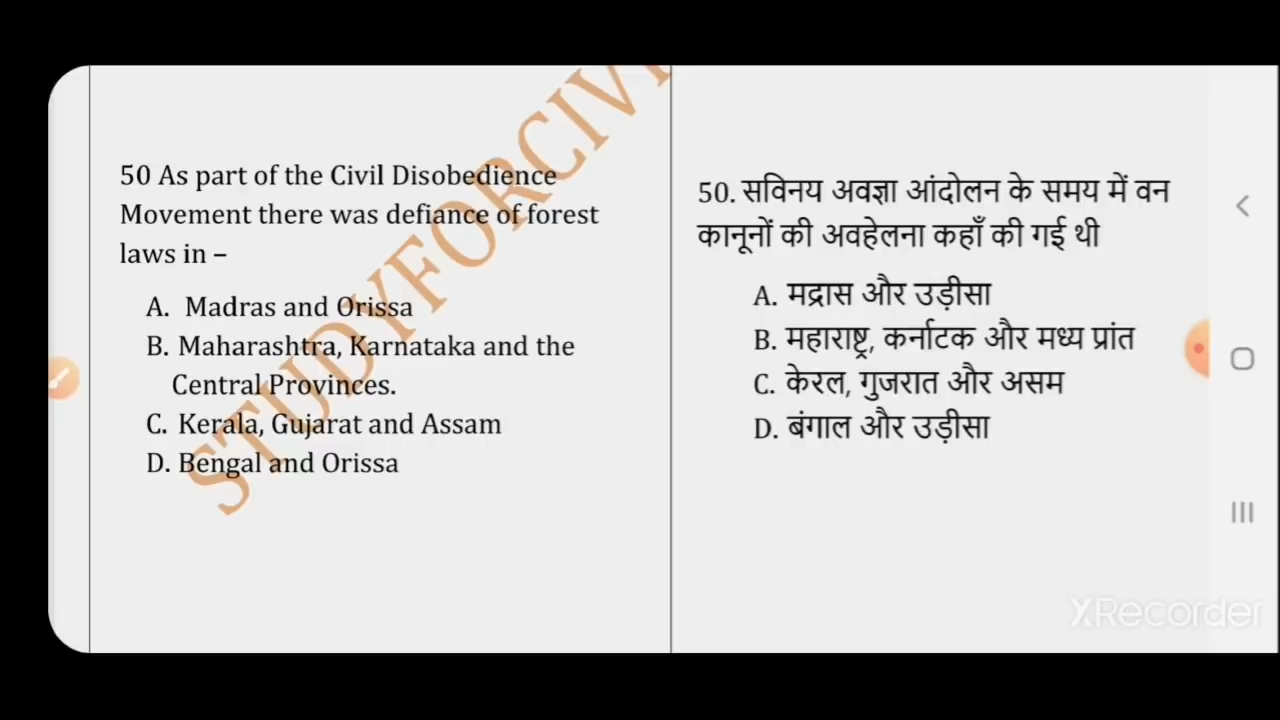 50 As part of the Civil Disobedience
Movement there was defiance of forest
laws in –
A. Madras and Orissa
B. Maharashtra, Karnataka and the
Central Provinces.
C. Kerala, Gujarat and Assam
D. Bengal and Orissa
50. सविनय अवज्ञा आंदोलन के समय में वन
कानूनों की अवहेलना कहाँ की गई थी
A. मद्रास और उड़ीसा
B. महाराष्ट्र, कर्नाटक और मध्य प्रांत
C. केरल, गुजरात और असम
D. बंगाल और उड़ीसा
STUDYFORCIVI
XRecorder